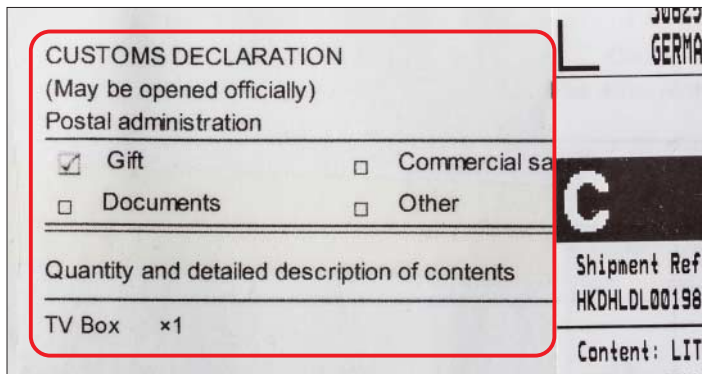 CUSTOMS DECLARATION
(May be opened officially)
Postal administration
Gift
Commercial sa
Documents
Other
Quantity and detailed description of contents
TV Box ×1
30629
GERMA
C
Shipment Ref
HKDHLDL00198
Content: LIT